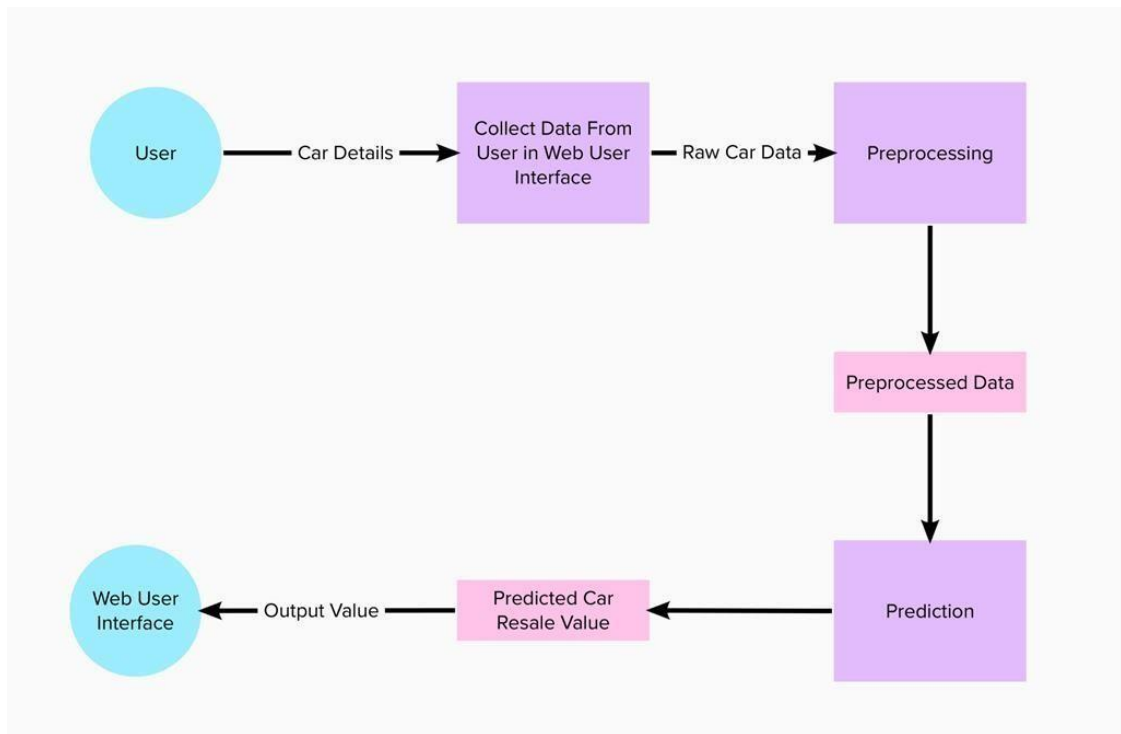 User
Car Details
Collect Data From
User in Web User
Interface
Raw Car Data
Preprocessing
Preprocessed Data
Prediction
Predicted Car
Resale Value
Output Value
Web User
Interface